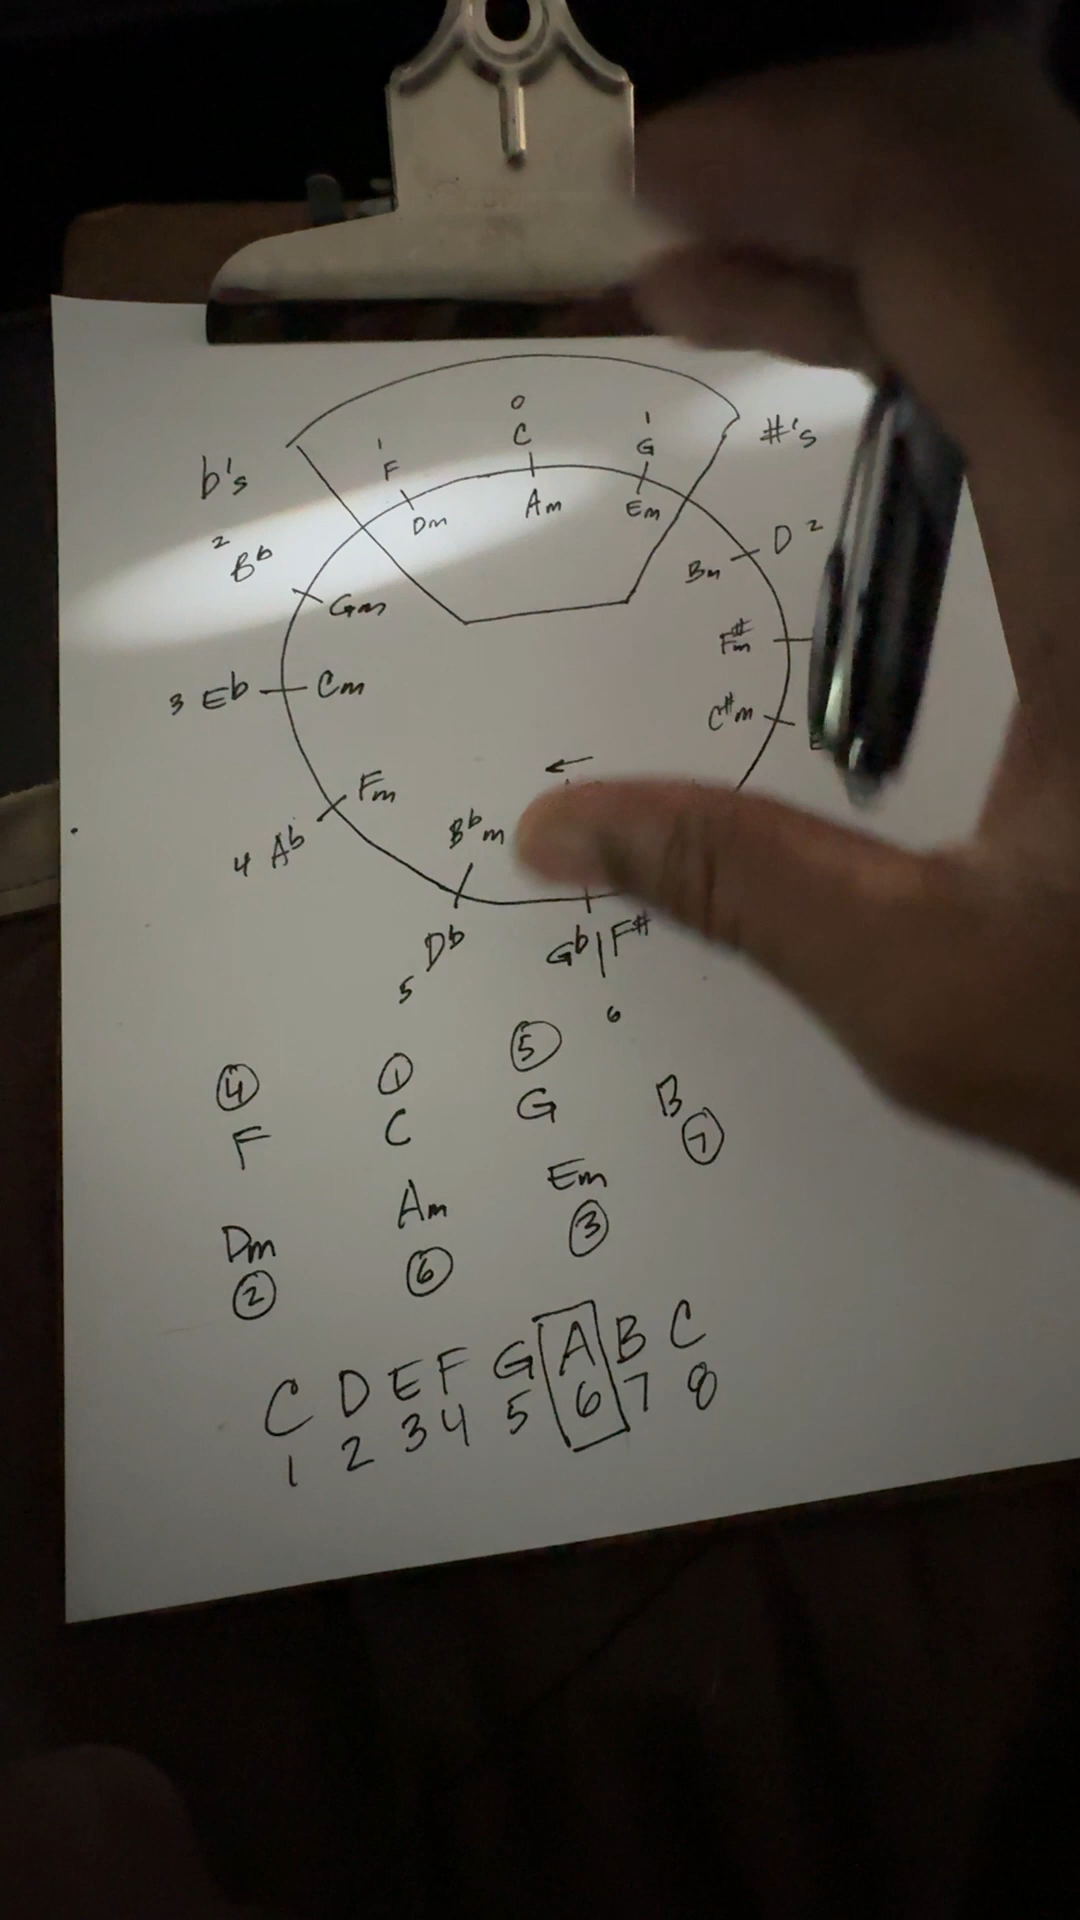 0
1 C 1
F G #'s
b's Am Em
Dm
2 Bb D 2
Gm Bm
F#m
3 Eb Cm
C#m
Fm
Bbm
4 Ab
Db Gb|F#
5
6
④ ① ⑤
F C G B
⑦
Dm Am Em
② ⑥ ③
C D E F G A B C
1 2 3 4 5 6 7 8